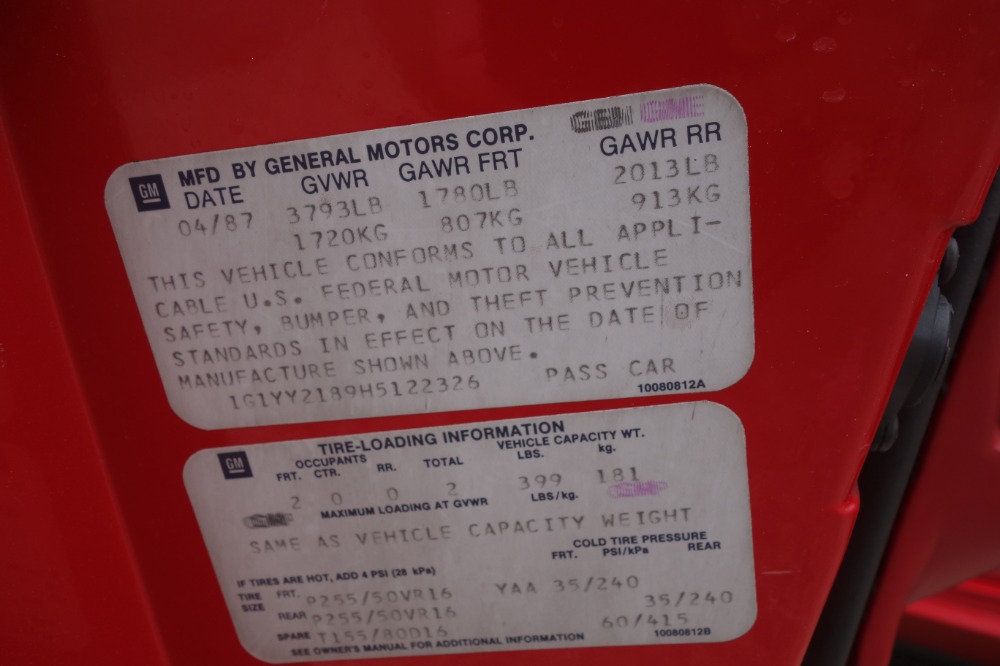 GM MFD BY GENERAL MOTORS CORP.
DATE GVWR GAWR FRT GAWR RR
04/87 3793LB 1780LB 2013LB
1720KG 807KG 913KG
THIS VEHICLE CONFORMS TO ALL APPLI-
CABLE U.S. FEDERAL MOTOR VEHICLE
SAFETY, BUMPER, AND THEFT PREVENTION
STANDARDS IN EFFECT ON THE DATE OF
MANUFACTURE SHOWN ABOVE.
1G1YY2189H5122326 PASS CAR
10080812A
GM TIRE-LOADING INFORMATION
OCCUPANTS VEHICLE CAPACITY WT.
FRT. CTR. RR. TOTAL LBS. kg.
2 0 0 2 399 181
MAXIMUM LOADING AT GVWR LBS/kg.
SAME AS VEHICLE CAPACITY WEIGHT
COLD TIRE PRESSURE
FRT. PSI/kPa REAR
IF TIRES ARE HOT, ADD 4 PSI (28 kPa)
TIRE SIZE FRT. P255/50VR16 YAA 35/240
REAR P255/50VR16 35/240
SPARE T155/80D16 60/415
SEE OWNER'S MANUAL FOR ADDITIONAL INFORMATION 10080812B